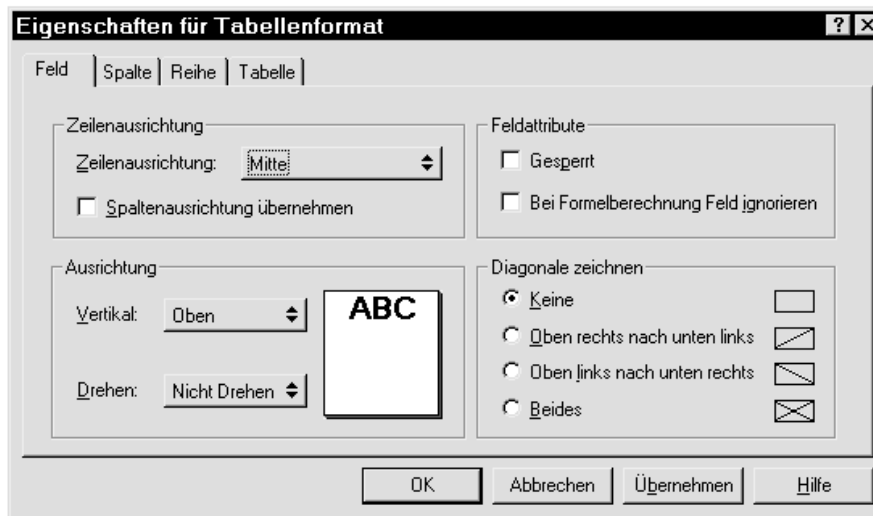 Eigenschaften für Tabellenformat
Feld Spalte Reihe Tabelle
Zeilenausrichtung
Zeilenausrichtung: Mitte
Spaltenausrichtung übernehmen
Feldattribute
Gesperrt
Bei Formelberechnung Feld ignorieren
Ausrichtung
Vertikal: Oben
ABC
Drehen: Nicht Drehen
Diagonale zeichnen
Keine
Oben rechts nach unten links
Oben links nach unten rechts
Beides
OK Abbrechen Übernehmen Hilfe